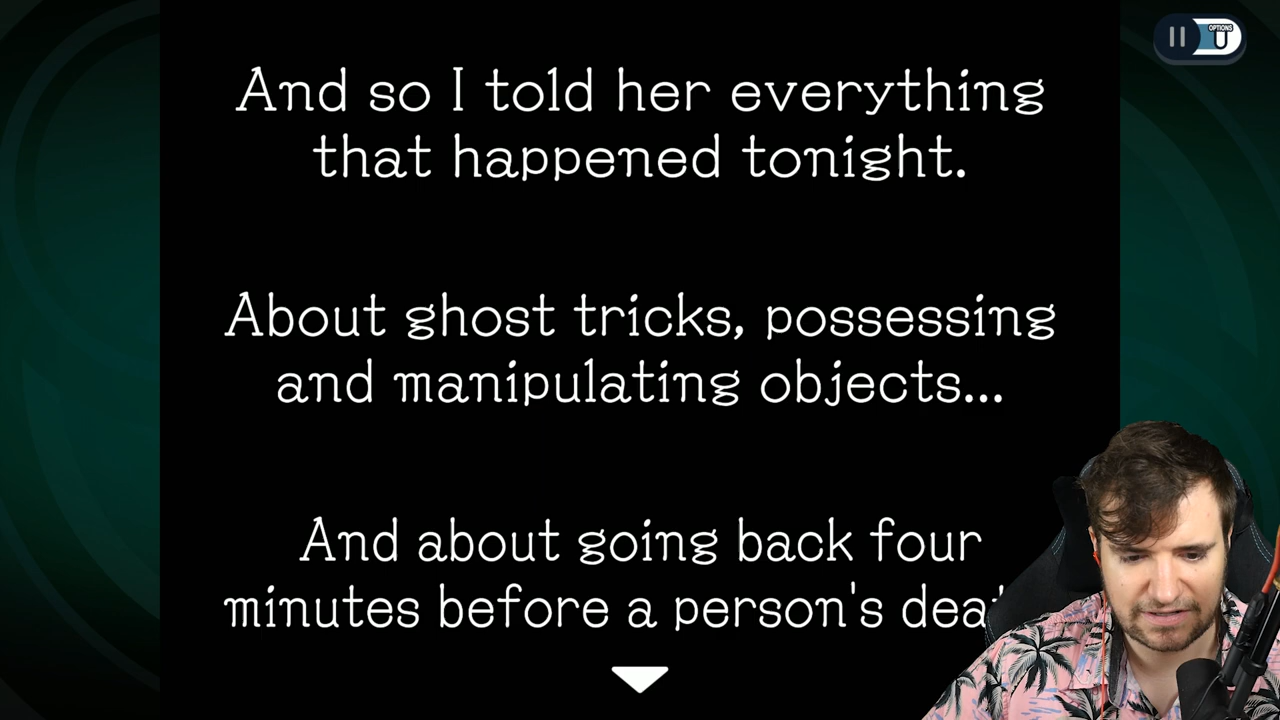 OPTIONS
And so I told her everything
that happened tonight.
About ghost tricks, possessing
and manipulating objects...
And about going back four
minutes before a person's